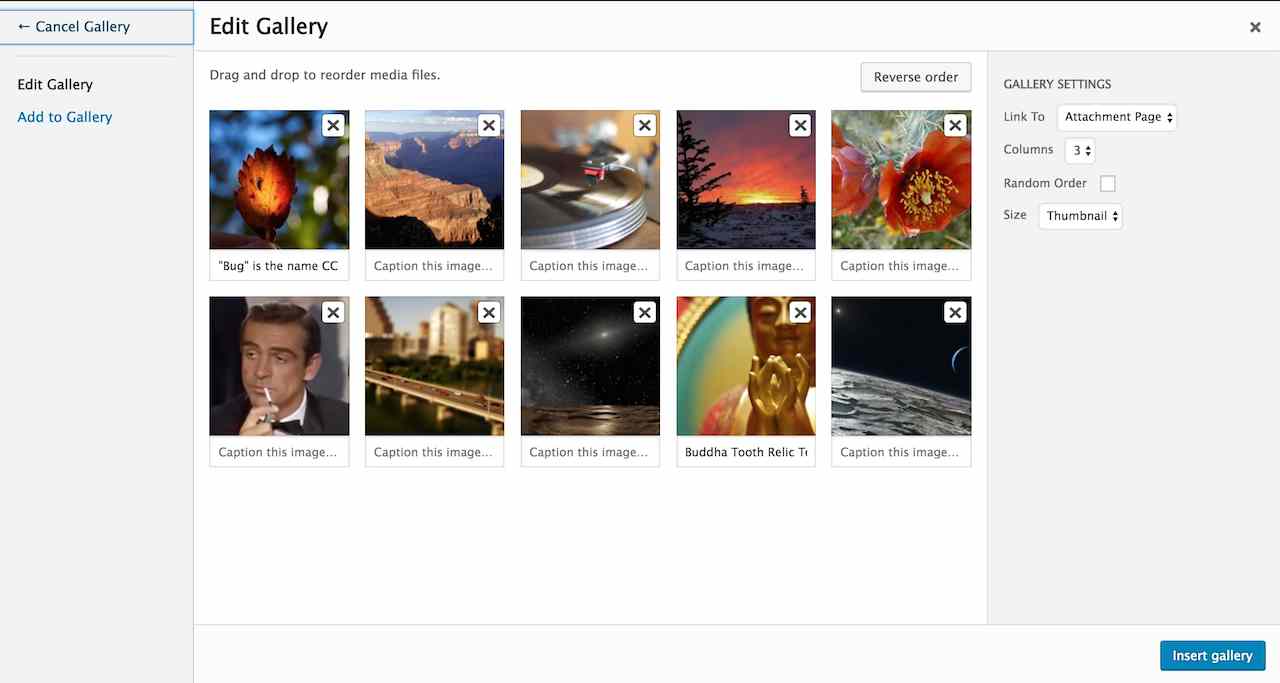 ← Cancel Gallery
Edit Gallery
Add to Gallery
Edit Gallery
Drag and drop to reorder media files.
Reverse order
"Bug" is the name CC
Caption this image...
Caption this image...
Caption this image...
Caption this image...
Caption this image...
Caption this image...
Caption this image...
Buddha Tooth Relic
Caption this image...
GALLERY SETTINGS
Link To Attachment Page
Columns 3
Random Order
Size Thumbnail
Insert gallery